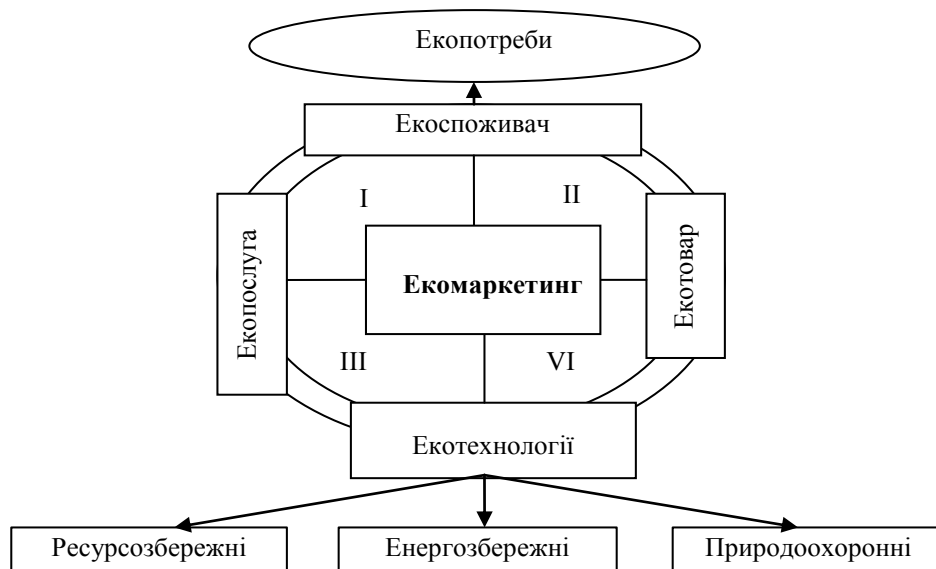 Екопотреби
Екоспоживач
I
II
Екопослуга
Екомаркетинг
Екотовар
III
VI
Екотехнології
Ресурсозбережні
Енергозбережні
Природоохоронні